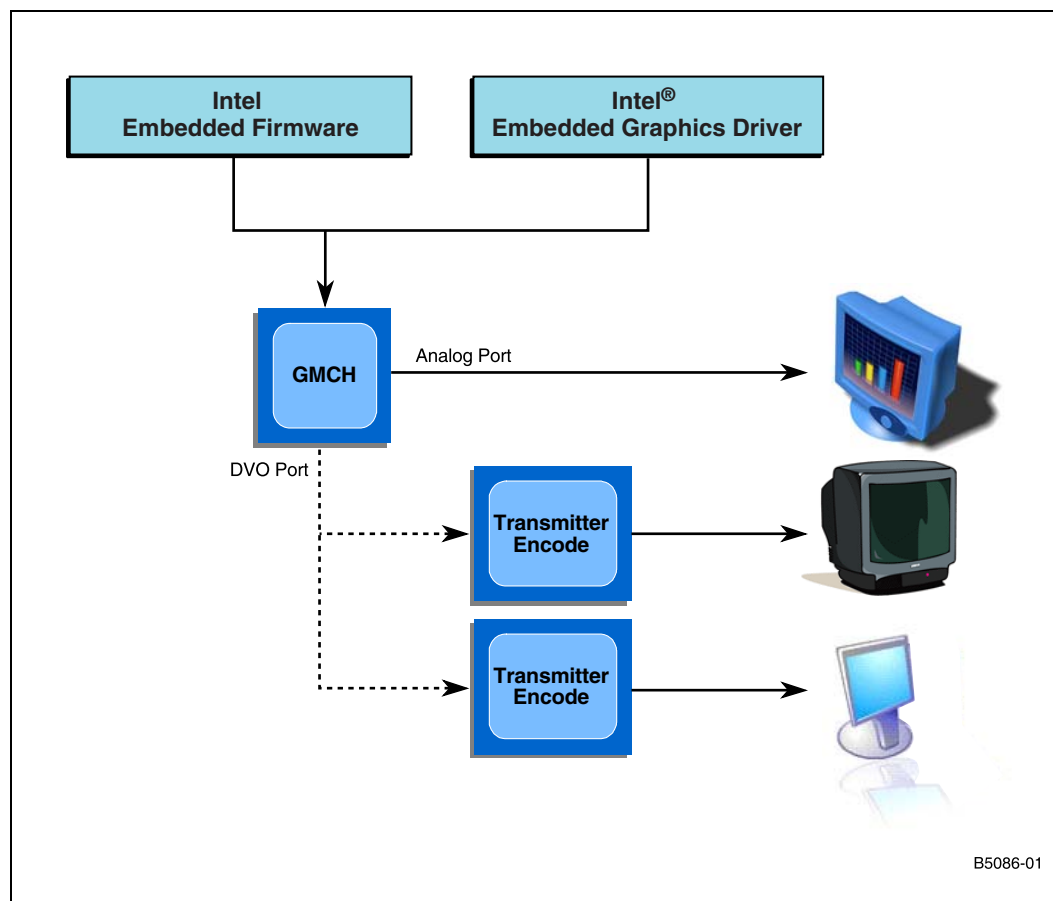 Intel
Embedded Firmware
Intel®
Embedded Graphics Driver
GMCH
Analog Port
DVO Port
Transmitter
Encode
Transmitter
Encode
B5086-01